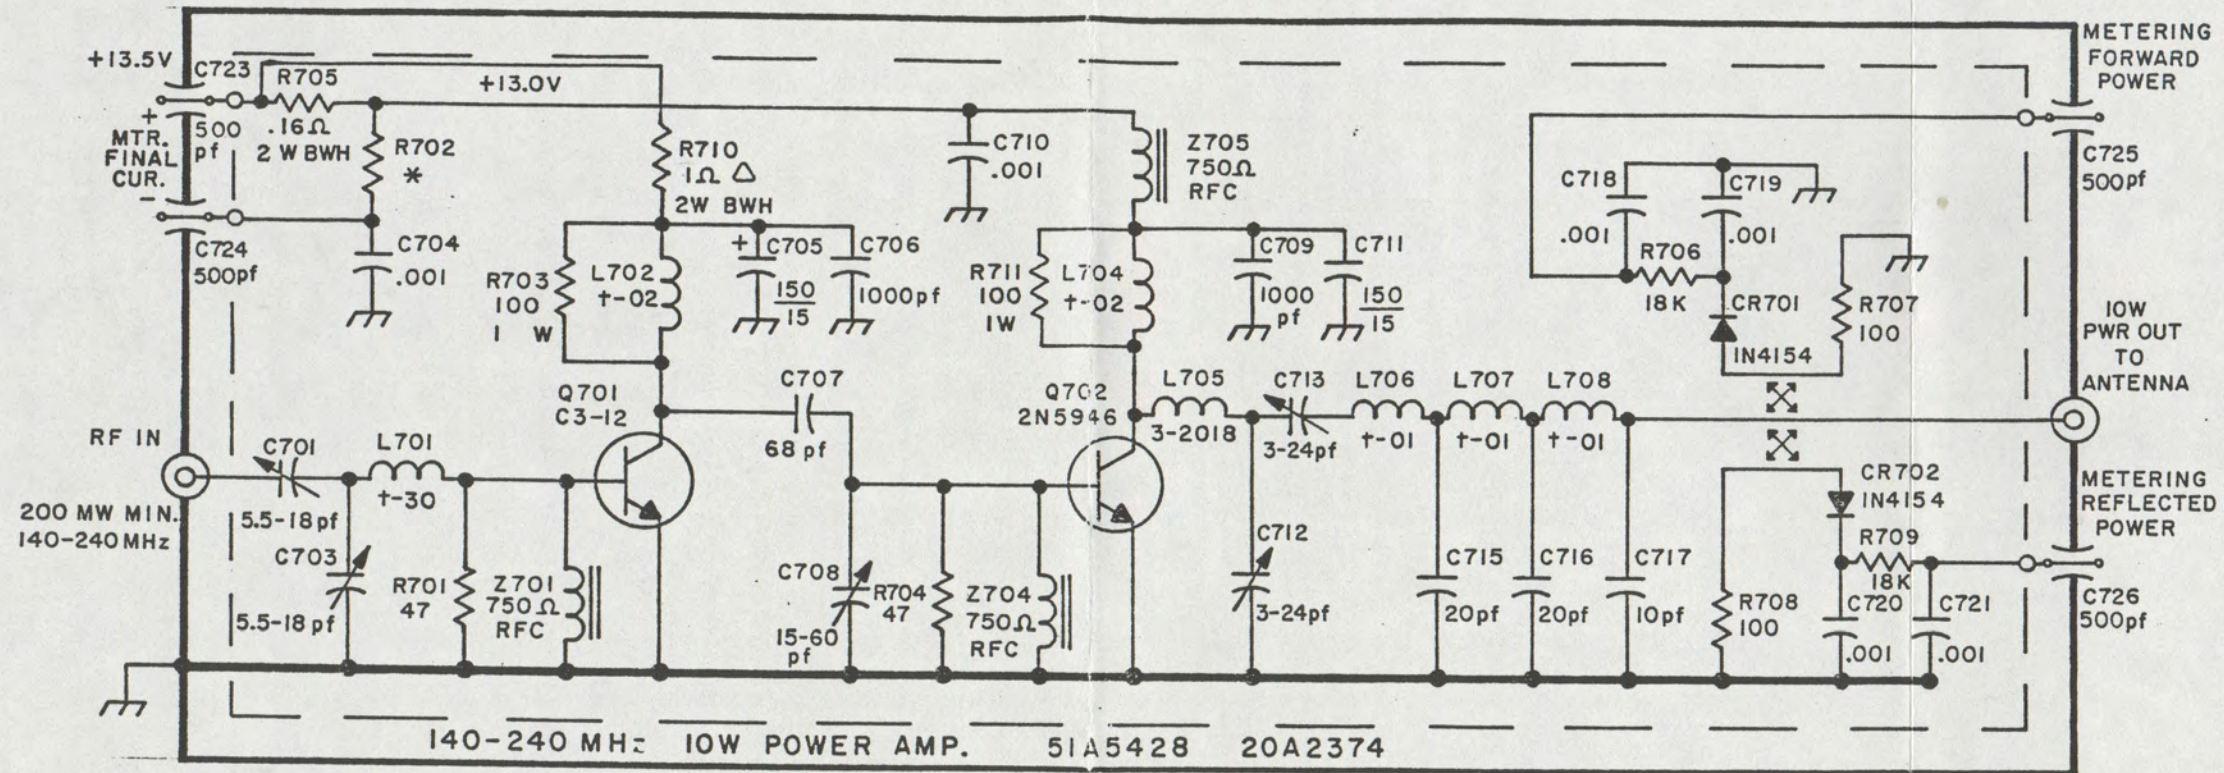 +13.5V
C723
R705
+13.0V
+
MTR.
FINAL
CUR.
-
500
pf
.16Ω
2 W BWH
R702
*
C724
500pf
C704
.001
R710
1Ω △
2W BWH
C710
.001
Z705
750Ω
RFC
R703
100
1 W
L702
†-02
+
C705
150
15
C706
1000pf
R711
100
1W
L704
†-02
C709
1000
pf
C711
150
15
C718
.001
C719
.001
R706
18K
CR701
1N4154
R707
100
METERING
FORWARD
POWER
C725
500pf
10W
PWR OUT
TO
ANTENNA
RF IN
200 MW MIN.
140-240 MHz
C701
5.5-18pf
L701
†-30
C703
5.5-18pf
R701
47
Z701
750Ω
RFC
Q701
C3-12
C707
68pf
C708
15-60
pf
R704
47
Z704
750Ω
RFC
Q702
2N5946
L705
3-2018
C713
3-24pf
L706
†-01
L707
†-01
L708
†-01
C712
3-24pf
C715
20pf
C716
20pf
C717
10pf
CR702
1N4154
R709
18K
R708
100
C720
.001
C721
.001
METERING
REFLECTED
POWER
C726
500pf
140-240 MHz 10W POWER AMP. 51A5428 20A2374